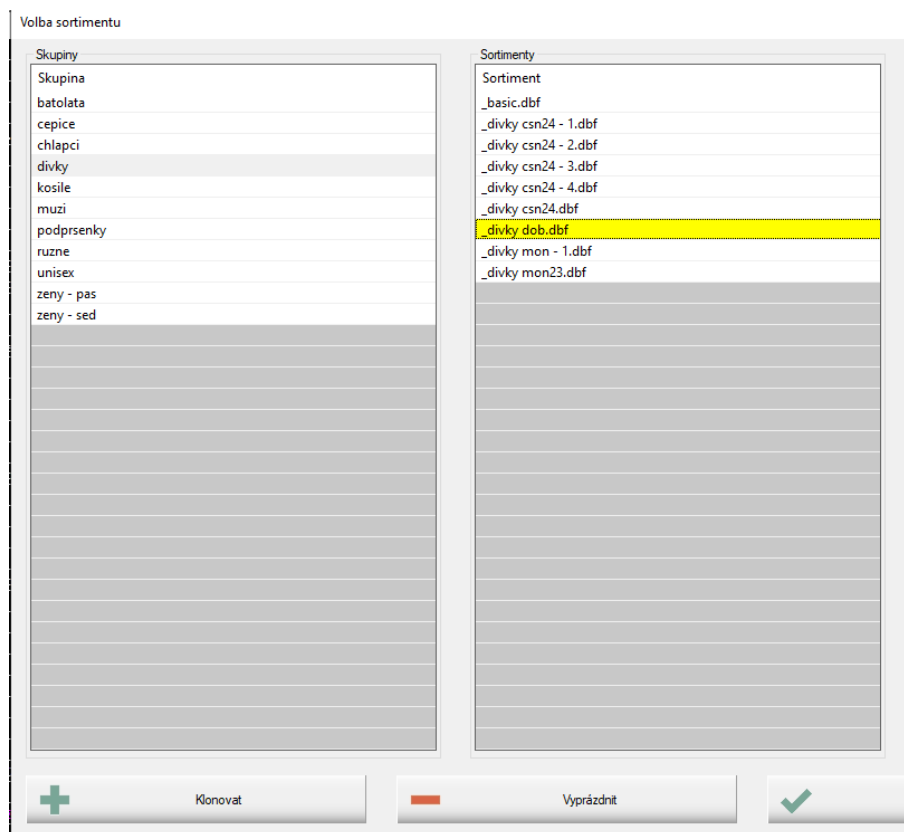 Volba sortimentu
Skupiny
Skupina
batolata
cepice
chlapci
divky
kosile
muzi
podprsenky
ruzne
unisex
zeny - pas
zeny - sed
Sortimenty
Sortiment
_basic.dbf
_divky csn24 - 1.dbf
_divky csn24 - 2.dbf
_divky csn24 - 3.dbf
_divky csn24 - 4.dbf
_divky csn24.dbf
_divky dob.dbf
_divky mon - 1.dbf
_divky mon23.dbf
Klonovat
Vyprázdnit